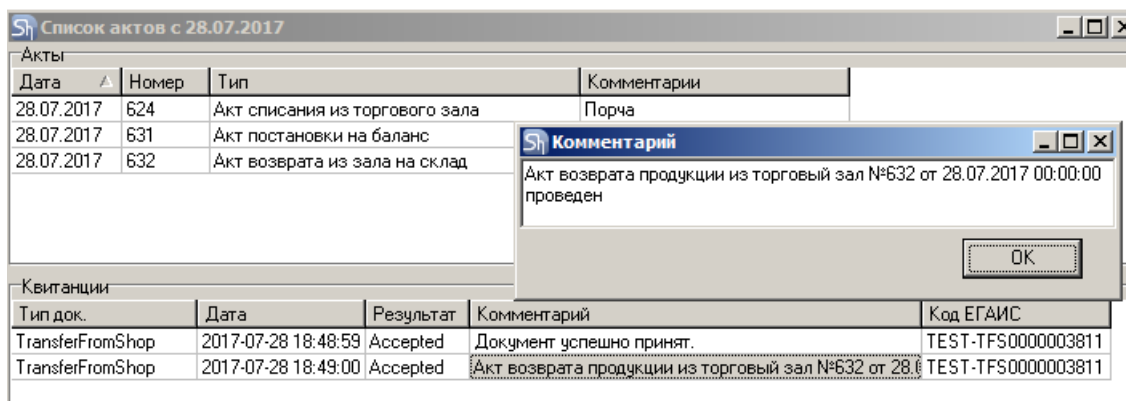 Sh Список актов с 28.07.2017
Акты
Дата Номер Тип Комментарии
28.07.2017 624 Акт списания из торгового зала Порча
28.07.2017 631 Акт постановки на баланс
28.07.2017 632 Акт возврата из зала на склад
Sh Комментарий
Акт возврата продукции из торговый зал №632 от 28.07.2017 00:00:00
проведен
OK
Квитанции
Тип док. Дата Результат Комментарий Код ЕГАИС
TransferFromShop 2017-07-28 18:48:59 Accepted Документ успешно принят. TEST-TFS0000003811
TransferFromShop 2017-07-28 18:49:00 Accepted Акт возврата продукции из торговый зал №632 от 28.0 TEST-TFS0000003811